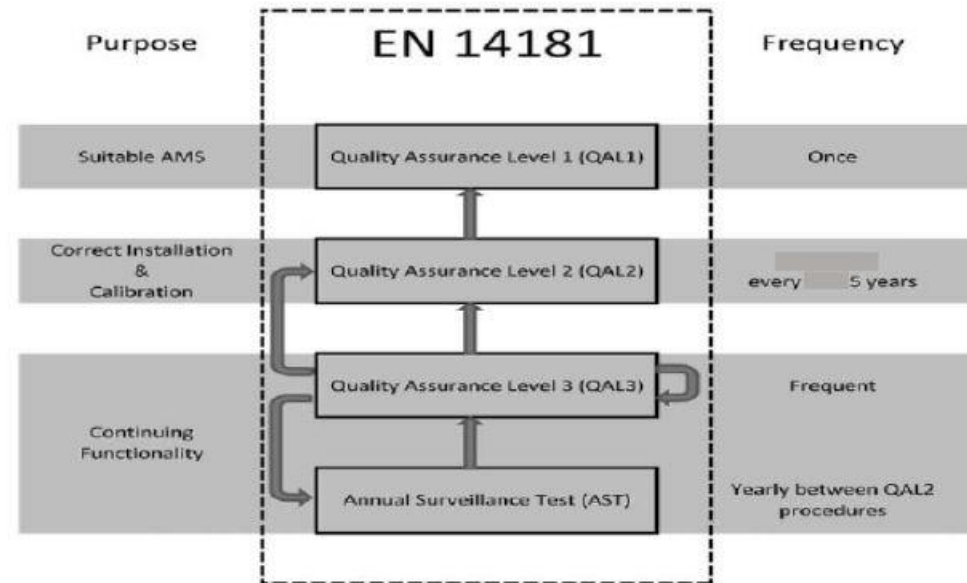 Purpose
EN 14181
Frequency
Suitable AMS
Quality Assurance Level 1 (QAL1)
Once
Correct Installation
&
Calibration
Quality Assurance Level 2 (QAL2)
every 5 years
Quality Assurance Level 3 (QAL3)
Frequent
Continuing
Functionality
Annual Surveillance Test (AST)
Yearly between QAL2
procedures